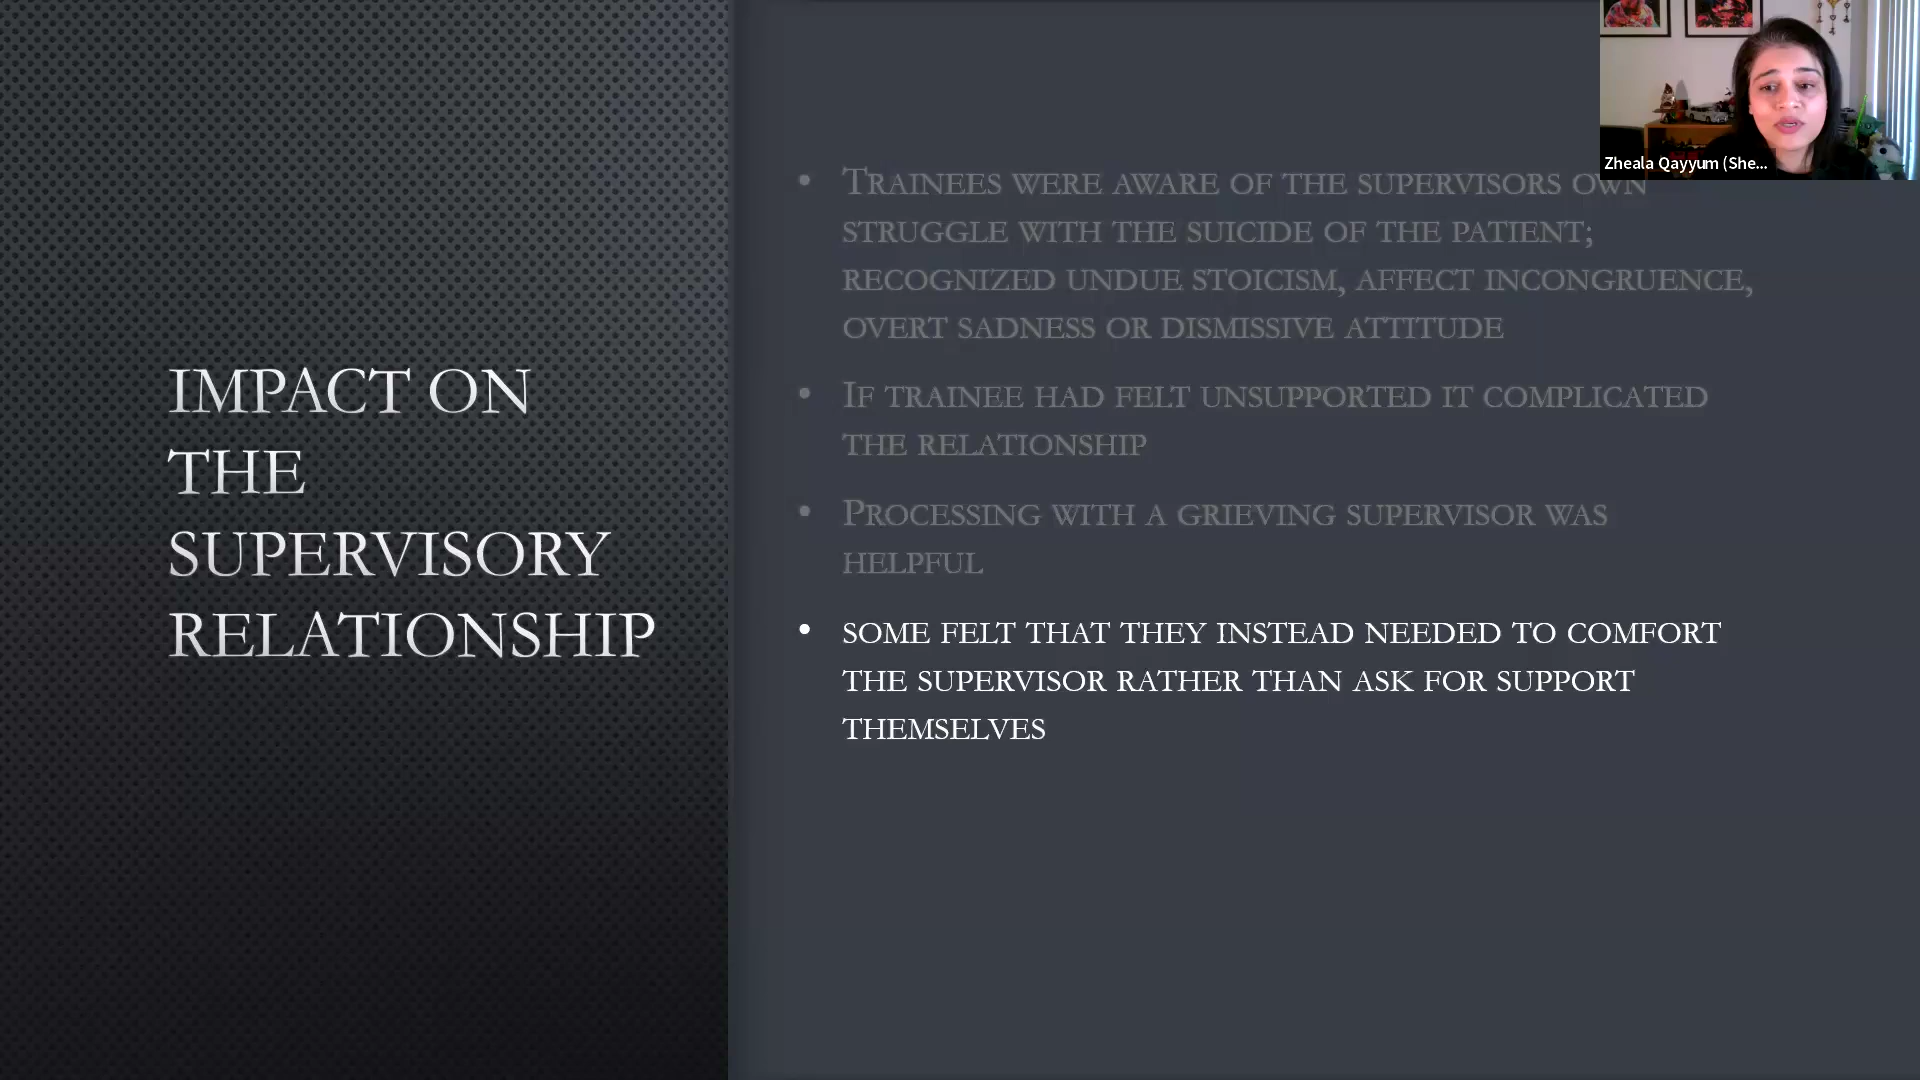 IMPACT ON
THE
SUPERVISORY
RELATIONSHIP
• TRAINEES WERE AWARE OF THE SUPERVISORS OWN
STRUGGLE WITH THE SUICIDE OF THE PATIENT;
RECOGNIZED UNDUE STOICISM, AFFECT INCONGRUENCE,
OVERT SADNESS OR DISMISSIVE ATTITUDE
• IF TRAINEE HAD FELT UNSUPPORTED IT COMPLICATED
THE RELATIONSHIP
• PROCESSING WITH A GRIEVING SUPERVISOR WAS
HELPFUL
• SOME FELT THAT THEY INSTEAD NEEDED TO COMFORT
THE SUPERVISOR RATHER THAN ASK FOR SUPPORT
THEMSELVES
Zheala Qayyum (She...